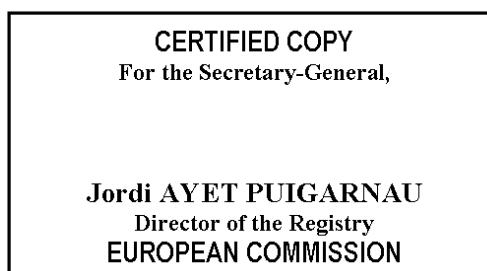 CERTIFIED COPY
For the Secretary-General,
Jordi AYET PUIGARNAU
Director of the Registry
EUROPEAN COMMISSION